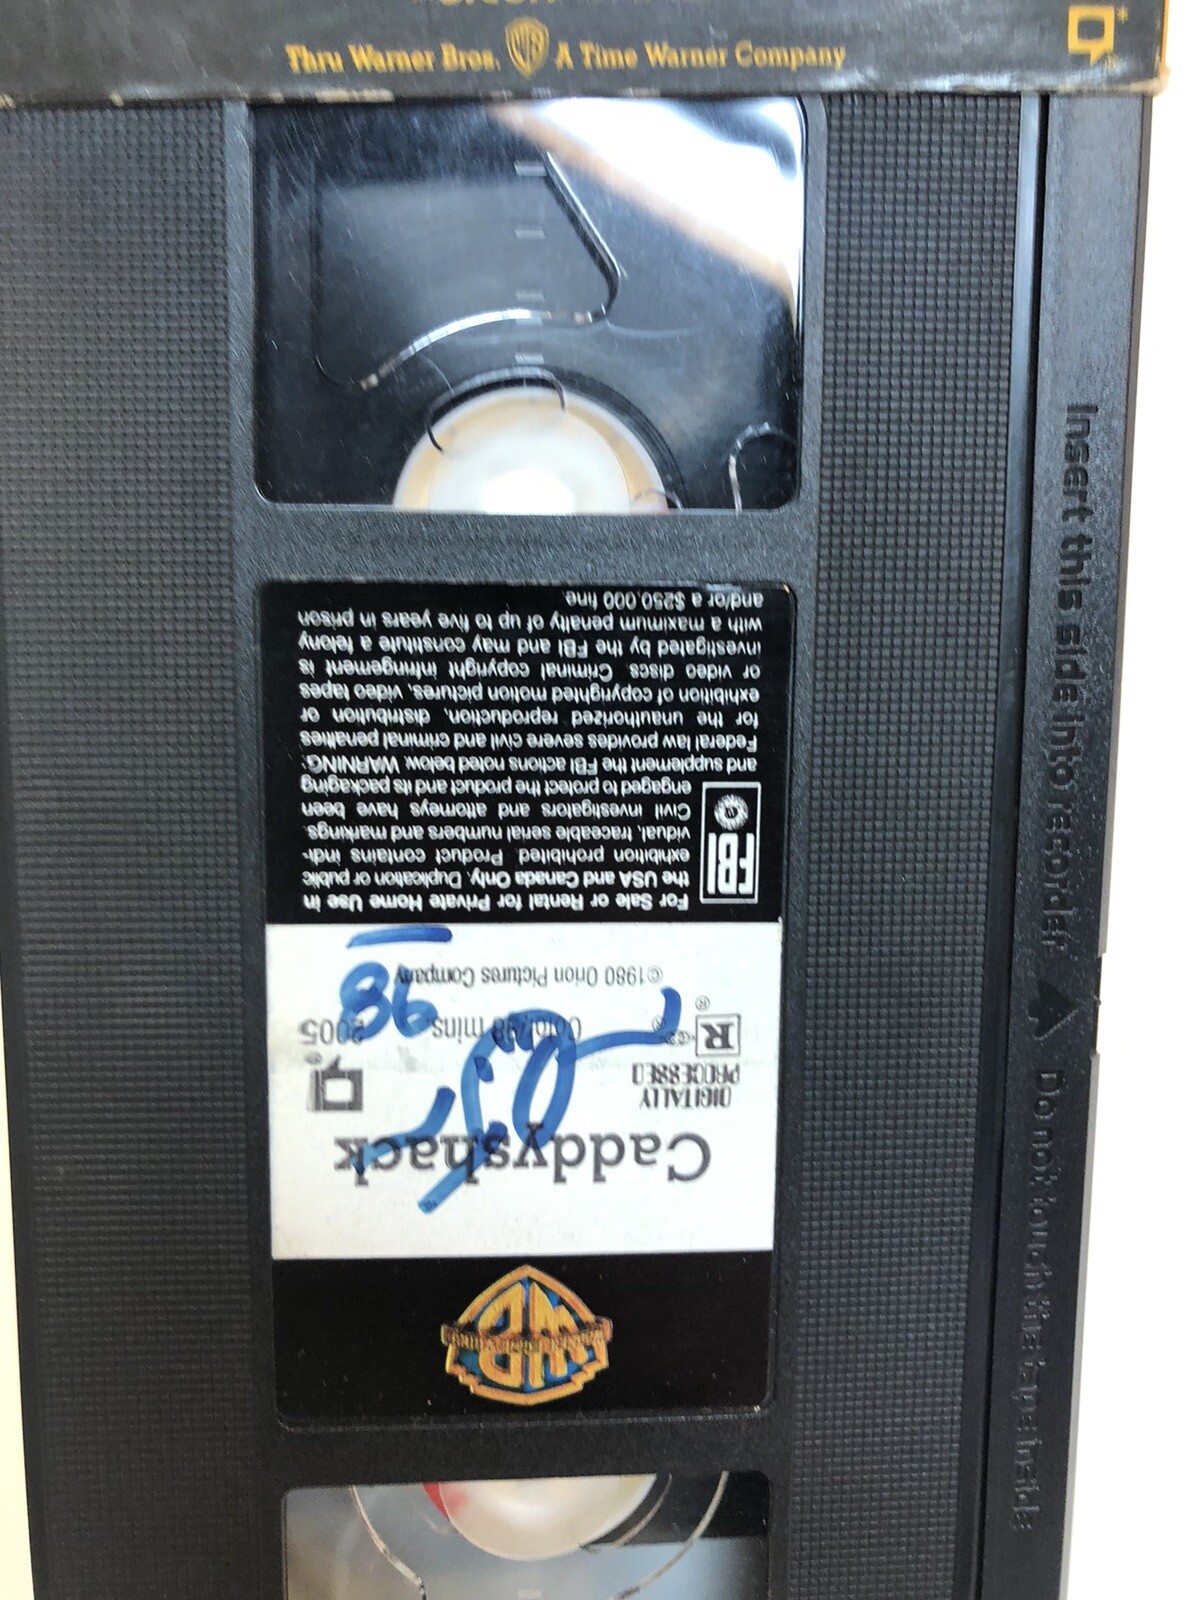 Thru Warner Bros. WB A Time Warner Company
Insert this side into recorder ▲ Do not touch the tape inside
WB
Caddyshack
DIGITALLY
PROCESSED
R ®
Color/98 mins.
2005
86
©1980 Orion Pictures Company
FBI
For Sale or Rental for Private Home Use in
the USA and Canada Only. Duplication or public
exhibition prohibited. Product contains indi-
vidual, traceable serial numbers and markings.
Civil investigators and attorneys have been
engaged to protect the product and its packaging
and supplement the FBI actions noted below. WARNING:
Federal law provides severe civil and criminal penalties
for the unauthorized reproduction, distribution or
exhibition of copyrighted motion pictures, video tapes
or video discs. Criminal copyright infringement is
investigated by the FBI and may constitute a felony
with a maximum penalty of up to five years in prison
and/or a $250,000 fine.